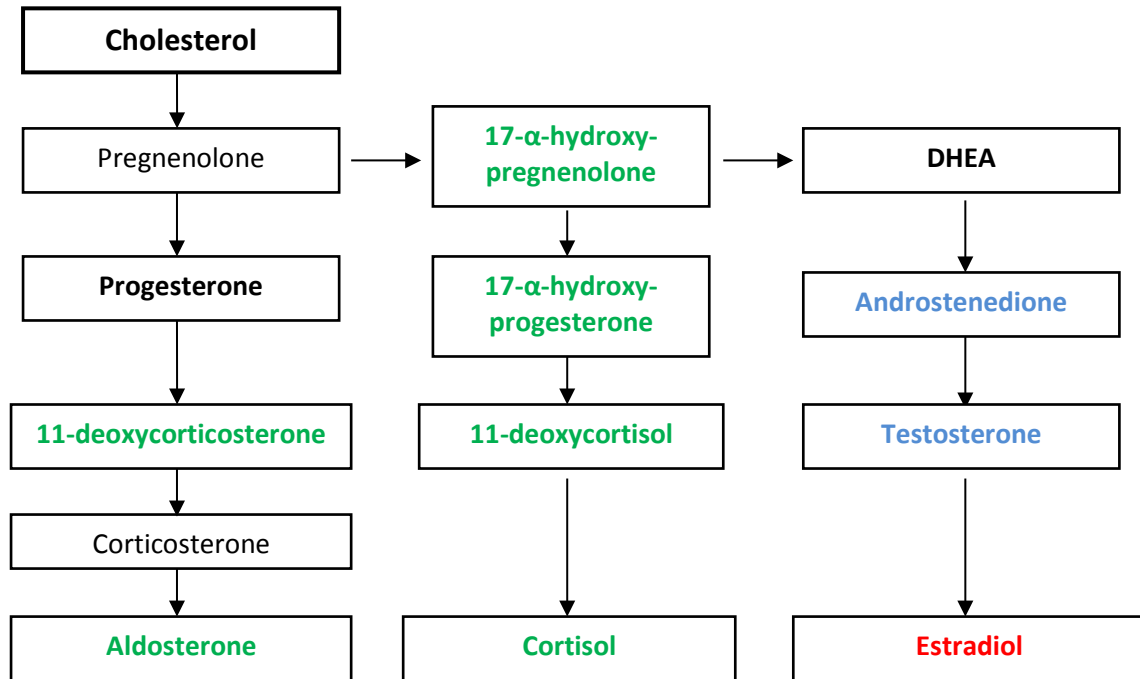 Cholesterol
Pregnenolone
17-α-hydroxy-
pregnenolone
DHEA
Progesterone
17-α-hydroxy-
progesterone
Androstenedione
11-deoxycorticosterone
11-deoxycortisol
Testosterone
Corticosterone
Aldosterone
Cortisol
Estradiol